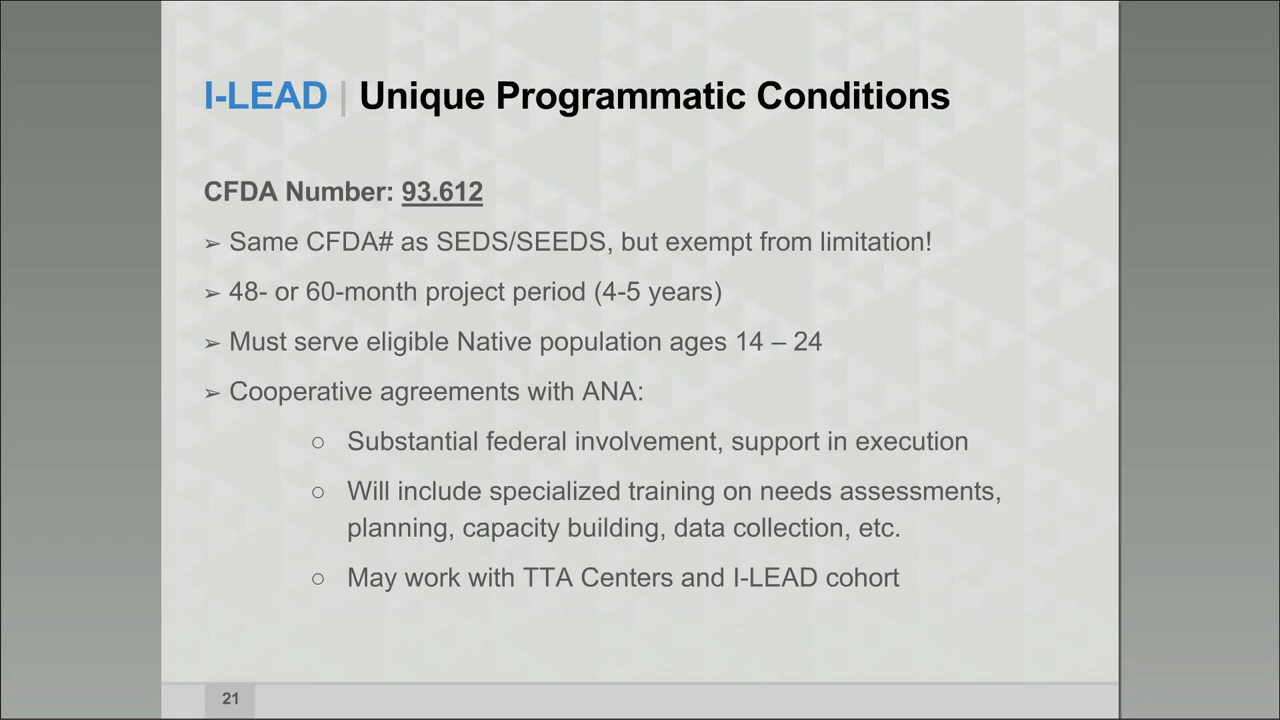 I-LEAD | Unique Programmatic Conditions
CFDA Number: 93.612
➢ Same CFDA# as SEDS/SEEDS, but exempt from limitation!
➢ 48- or 60-month project period (4-5 years)
➢ Must serve eligible Native population ages 14 – 24
➢ Cooperative agreements with ANA:
○ Substantial federal involvement, support in execution
○ Will include specialized training on needs assessments,
planning, capacity building, data collection, etc.
○ May work with TTA Centers and I-LEAD cohort
21